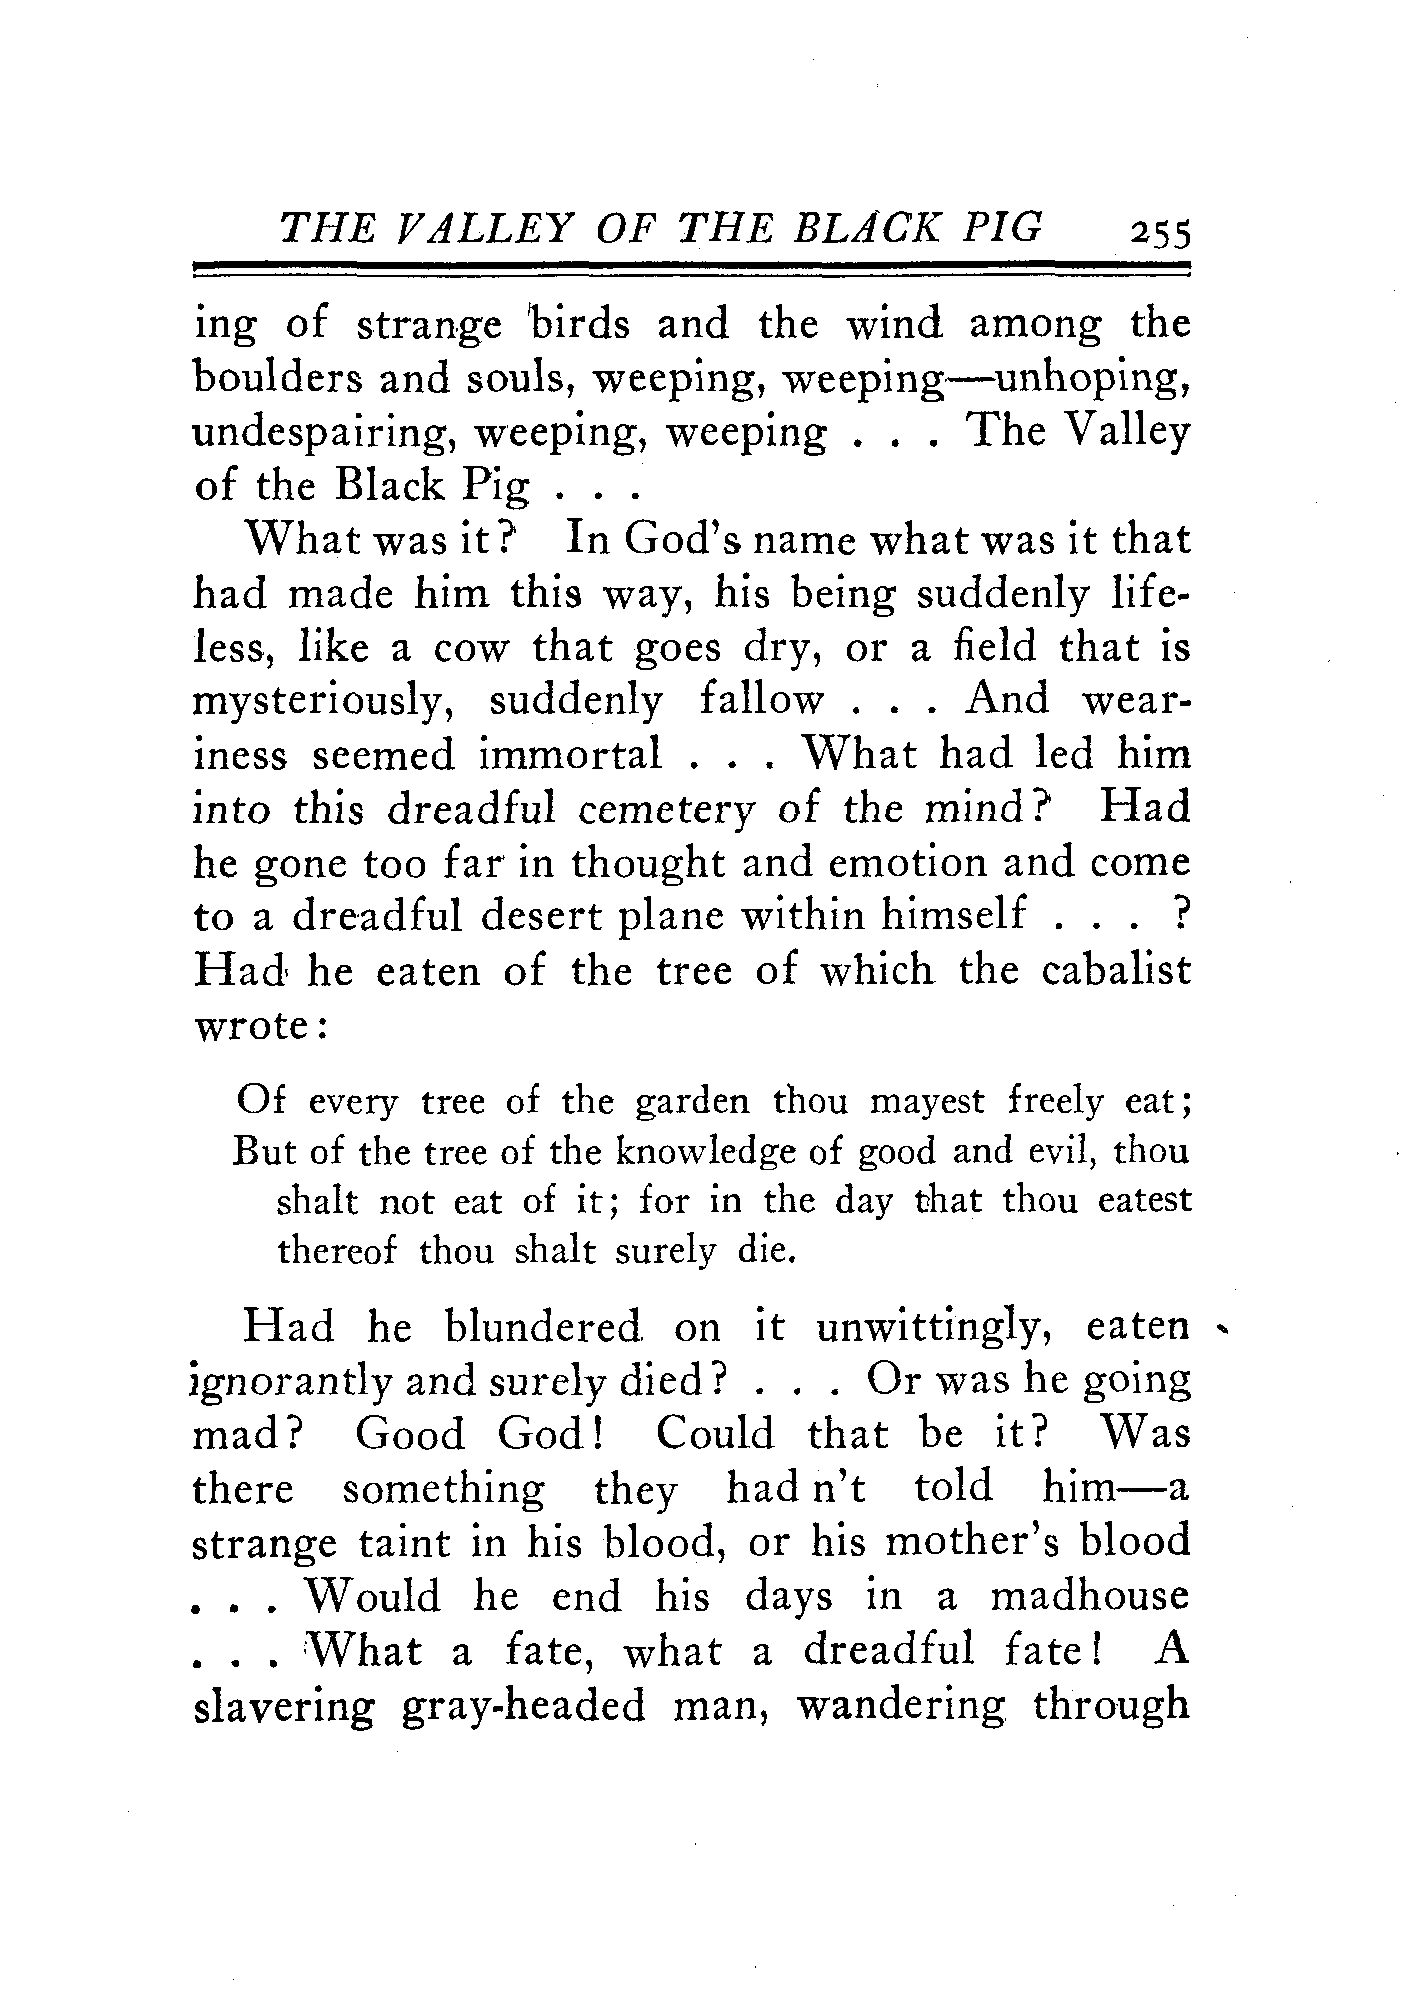 THE VALLEY OF THE BLACK PIG 255
ing of strange birds and the wind among the
boulders and souls, weeping, weeping—unhoping,
undespairing, weeping, weeping . . . The Valley
of the Black Pig . . .
What was it? In God's name what was it that
had made him this way, his being suddenly life-
less, like a cow that goes dry, or a field that is
mysteriously, suddenly fallow . . . And wear-
iness seemed immortal . . . What had led him
into this dreadful cemetery of the mind? Had
he gone too far in thought and emotion and come
to a dreadful desert plane within himself . . . ?
Had he eaten of the tree of which the cabalist
wrote:
Of every tree of the garden thou mayest freely eat;
But of the tree of the knowledge of good and evil, thou
shalt not eat of it; for in the day that thou eatest
thereof thou shalt surely die.
Had he blundered on it unwittingly, eaten
ignorantly and surely died? . . . Or was he going
mad? Good God! Could that be it? Was
there something they had n't told him—a
strange taint in his blood, or his mother's blood
. . . Would he end his days in a madhouse
. . . What a fate, what a dreadful fate! A
slavering gray-headed man, wandering through